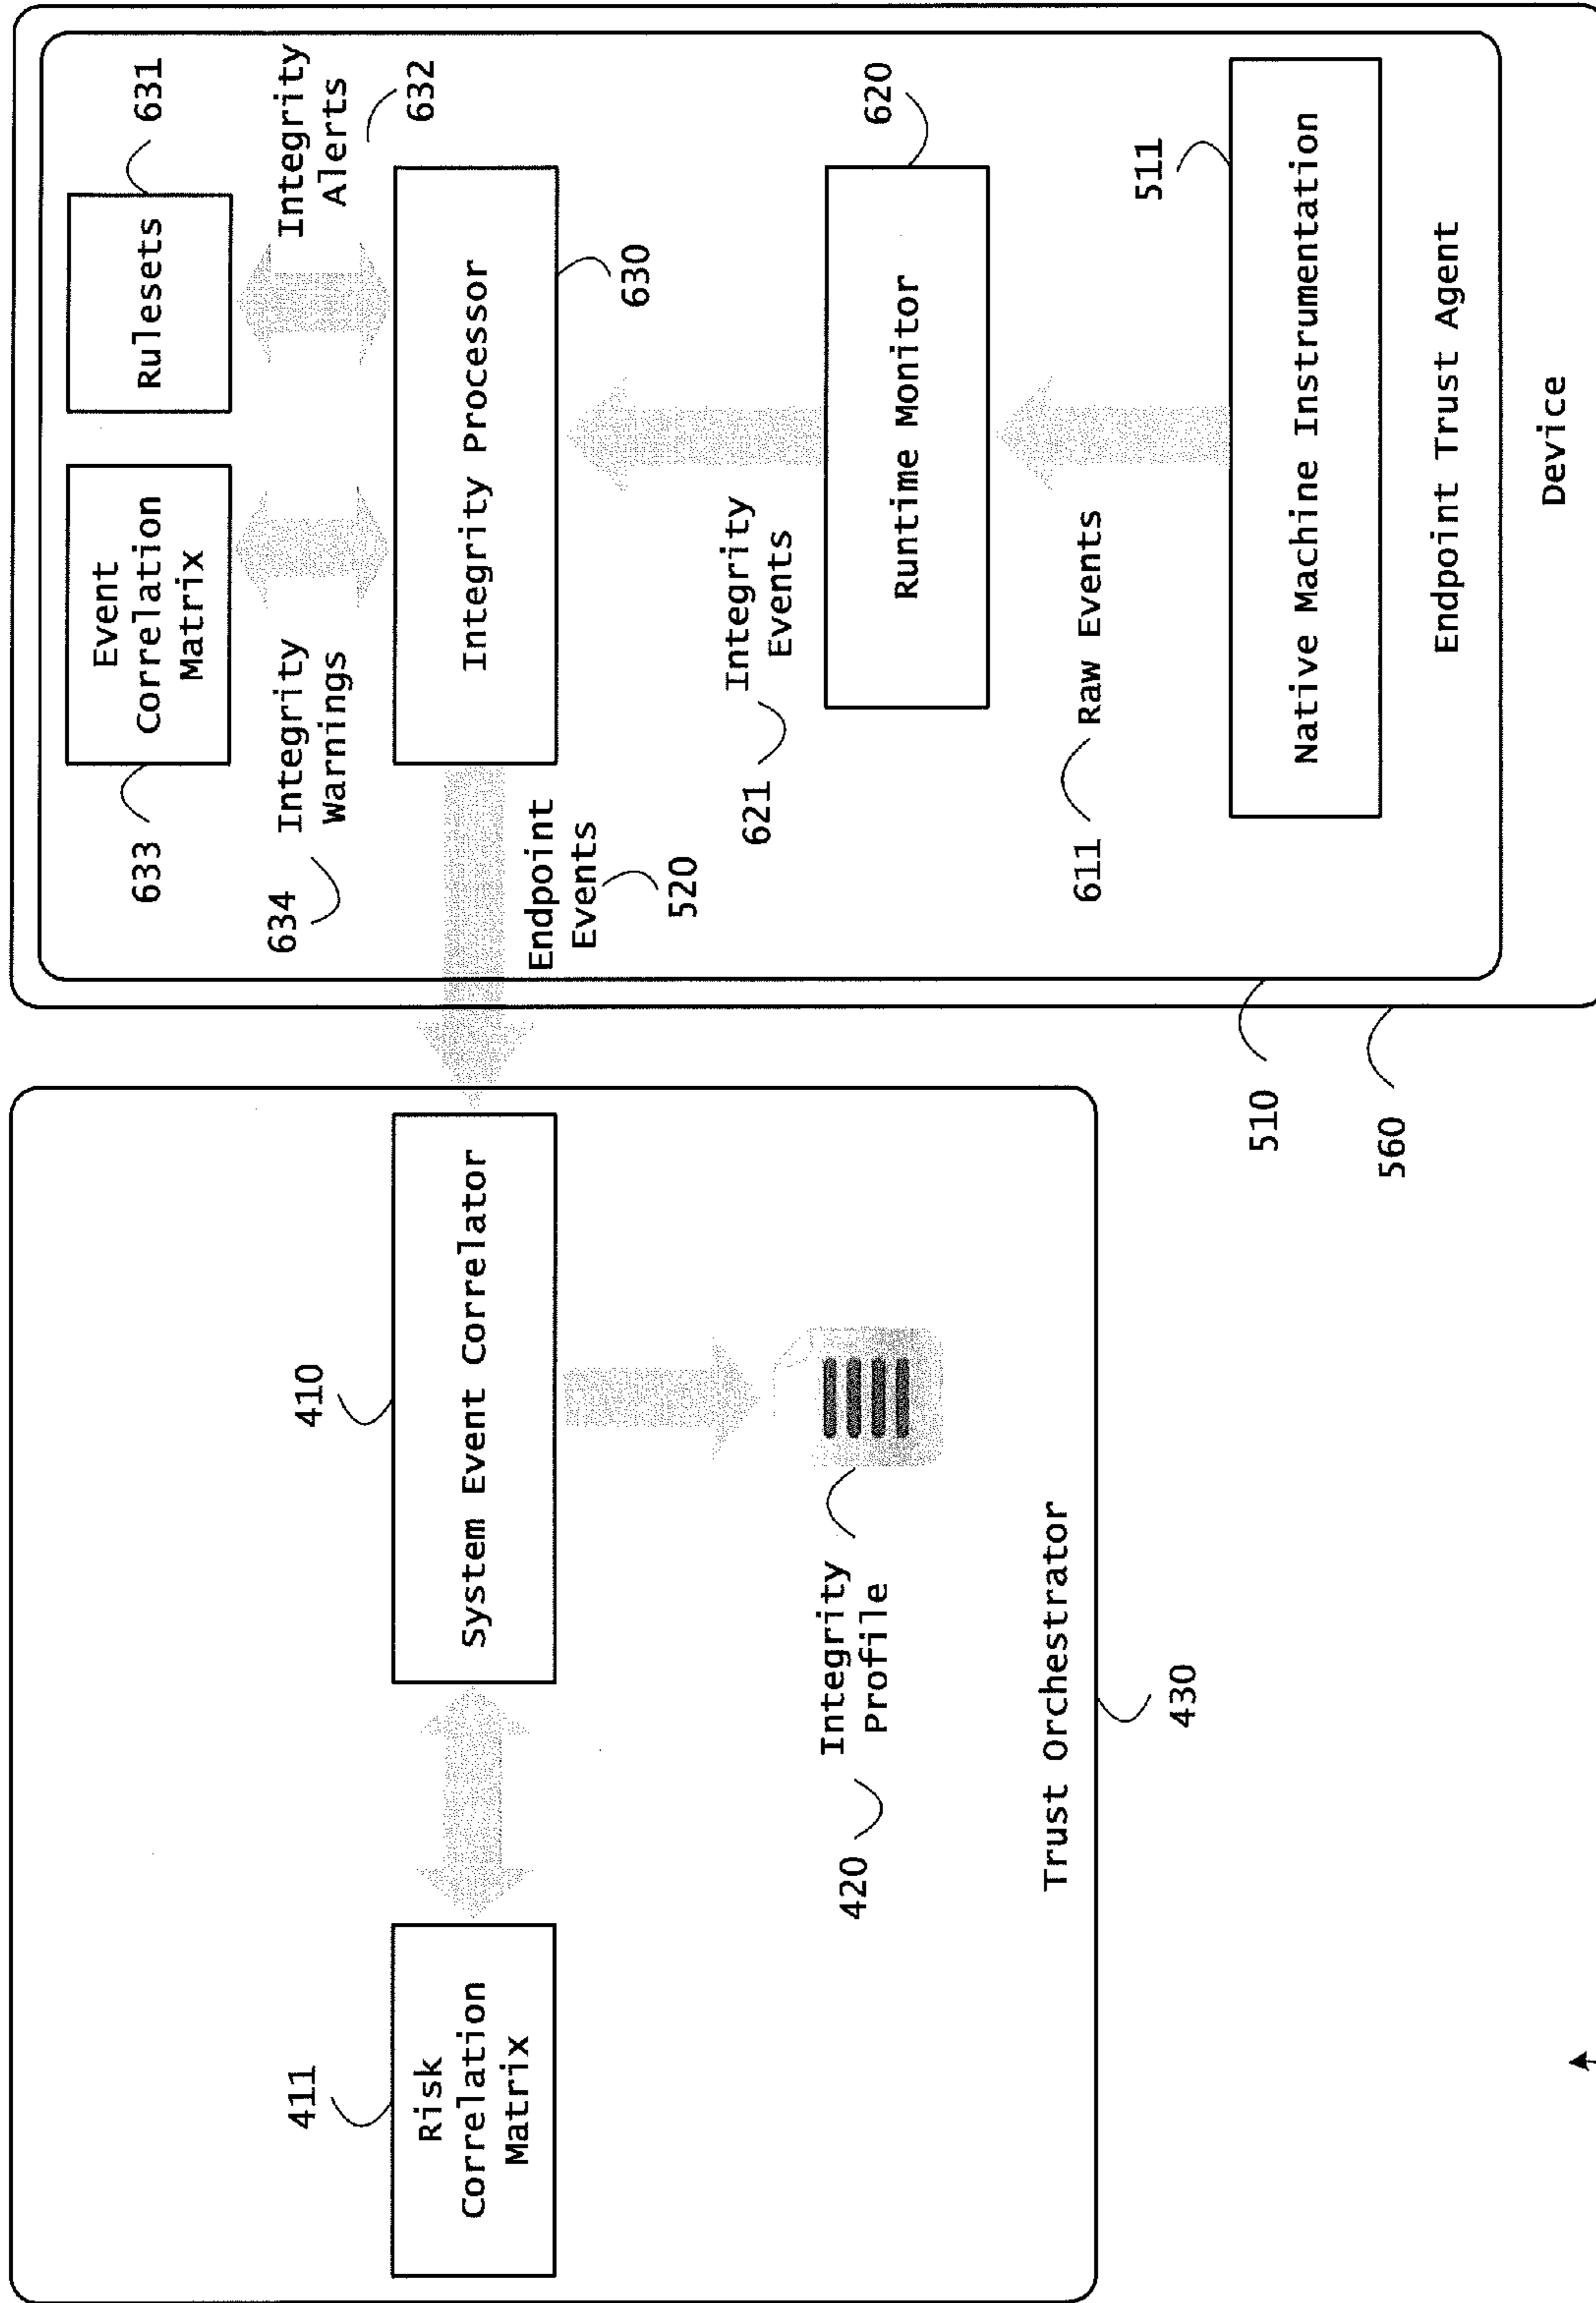 411
Risk
Correlation
Matrix
410
System Event Correlator
420
Integrity
Profile
Trust Orchestrator
430
633
Event
Correlation
Matrix
Rulesets
631
634
Integrity
Warnings
Integrity
Alerts
632
Integrity Processor
630
Endpoint
Events
520
621
Integrity
Events
Runtime Monitor
620
611
Raw Events
511
Native Machine Instrumentation
Endpoint Trust Agent
510
560
Device